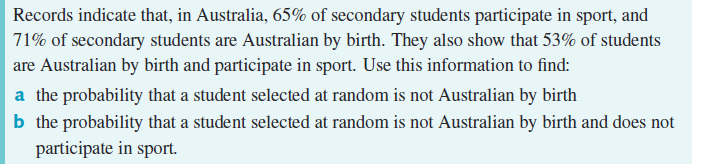 Records indicate that, in Australia, 65% of secondary students participate in sport, and
71% of secondary students are Australian by birth. They also show that 53% of students
are Australian by birth and participate in sport. Use this information to find:
a the probability that a student selected at random is not Australian by birth
b the probability that a student selected at random is not Australian by birth and does not
participate in sport.